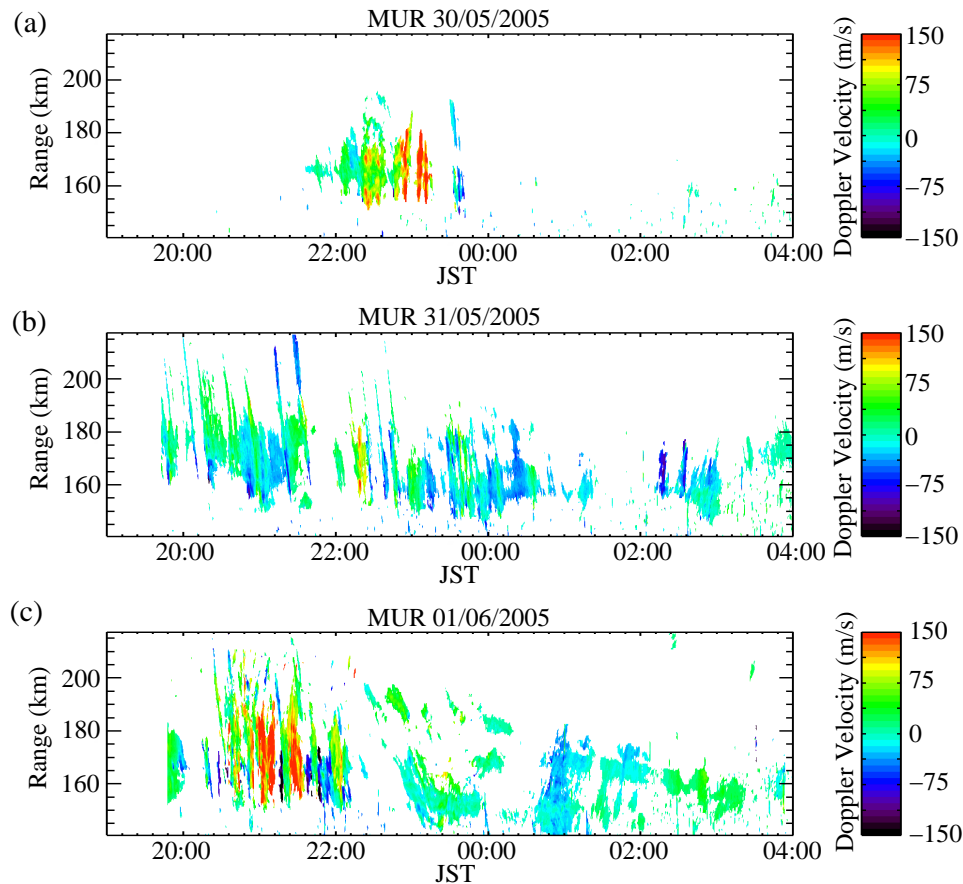 (a)
MUR 30/05/2005
Range (km)
200
180
160
20:00 22:00 00:00 02:00 04:00
JST
Doppler Velocity (m/s)
150
75
0
−75
−150
(b)
MUR 31/05/2005
Range (km)
200
180
160
20:00 22:00 00:00 02:00 04:00
JST
Doppler Velocity (m/s)
150
75
0
−75
−150
(c)
MUR 01/06/2005
Range (km)
200
180
160
20:00 22:00 00:00 02:00 04:00
JST
Doppler Velocity (m/s)
150
75
0
−75
−150